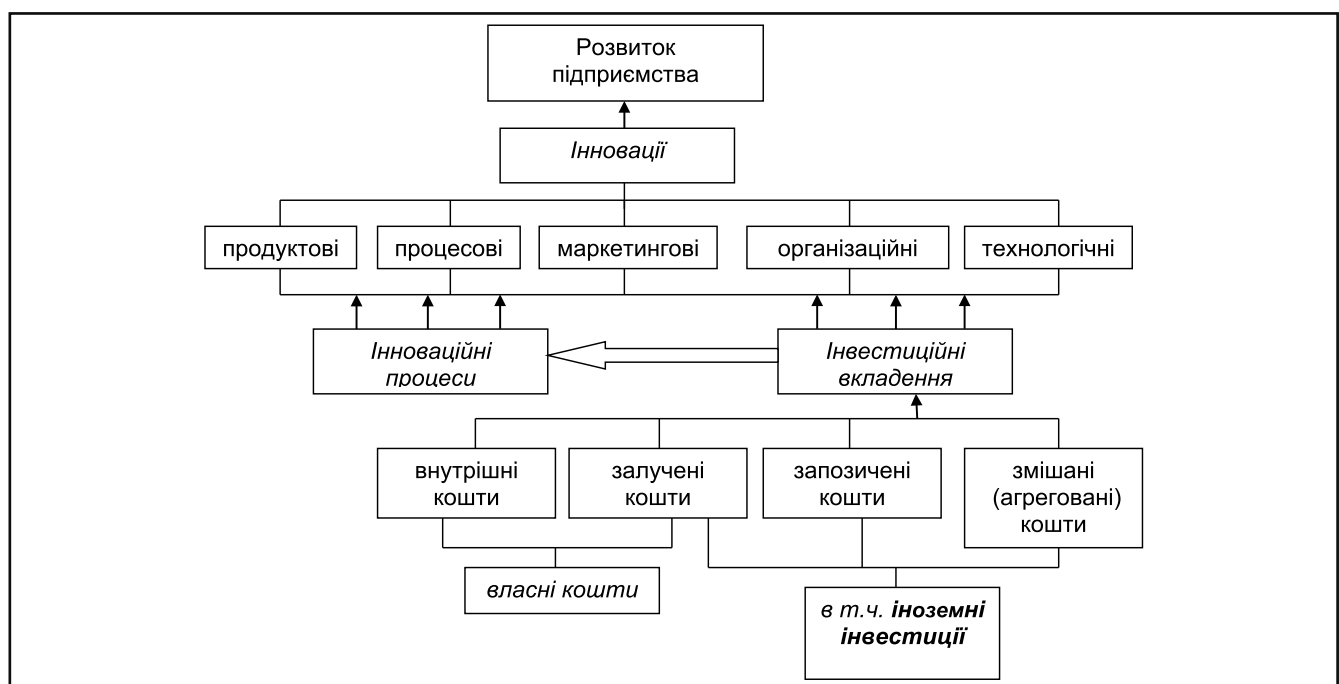 Розвиток
підприємства
Інновації
продуктові
процесові
маркетингові
організаційні
технологічні
Інноваційні
процеси
Інвестиційні
вкладення
внутрішні
кошти
залучені
кошти
запозичені
кошти
змішані
(агреговані)
кошти
власні кошти
в т.ч. іноземні
інвестиції